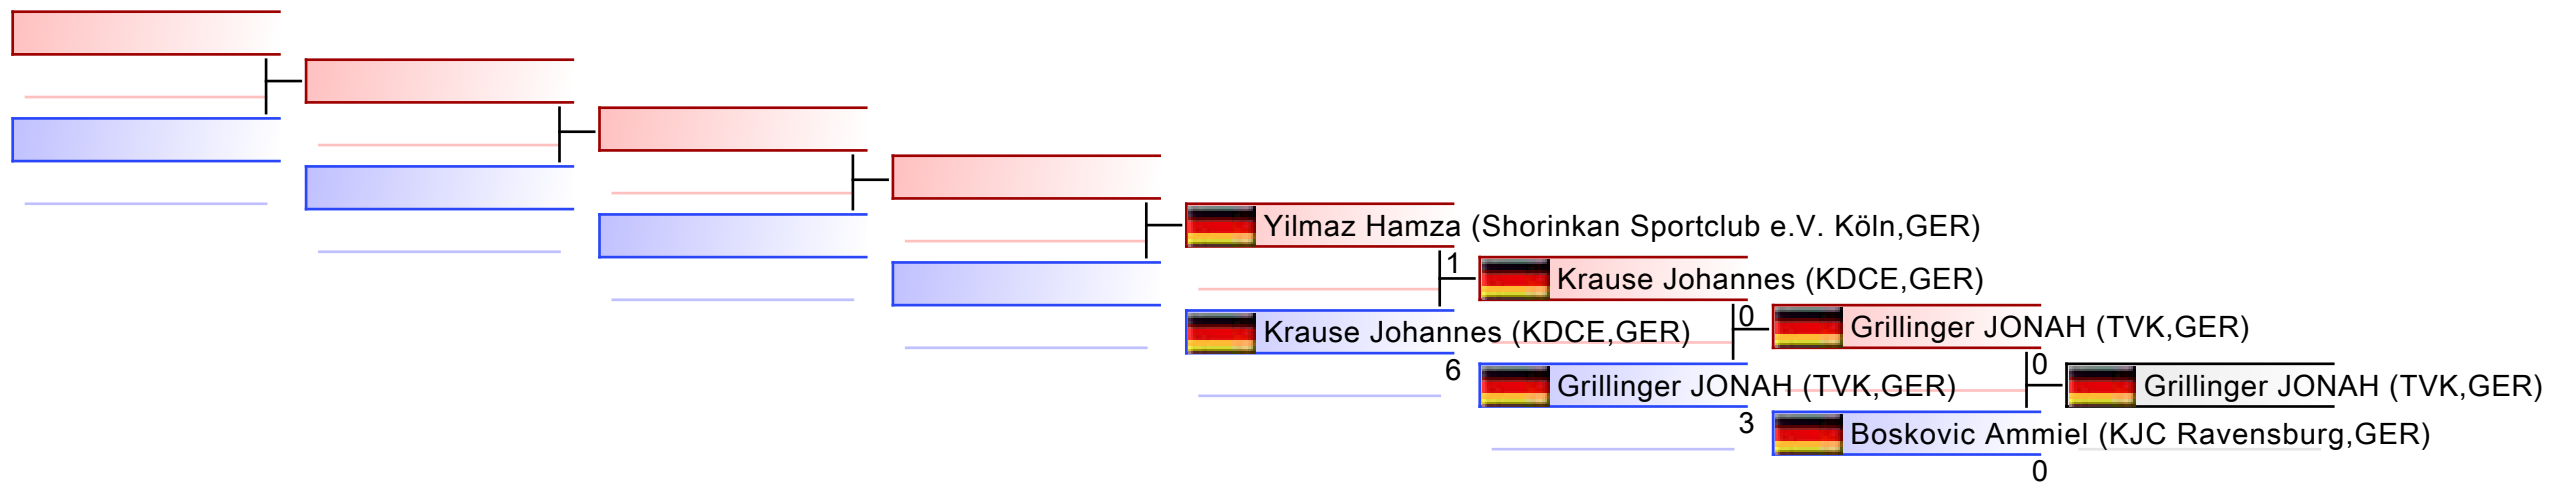 Yilmaz Hamza (Shorinkan Sportclub e.V. Köln,GER)
1
Krause Johannes (KDCE,GER)
Krause Johannes (KDCE,GER)
6
0
Grillinger JONAH (TVK,GER)
Grillinger JONAH (TVK,GER)
3
0
Grillinger JONAH (TVK,GER)
Boskovic Ammiel (KJC Ravensburg,GER)
0